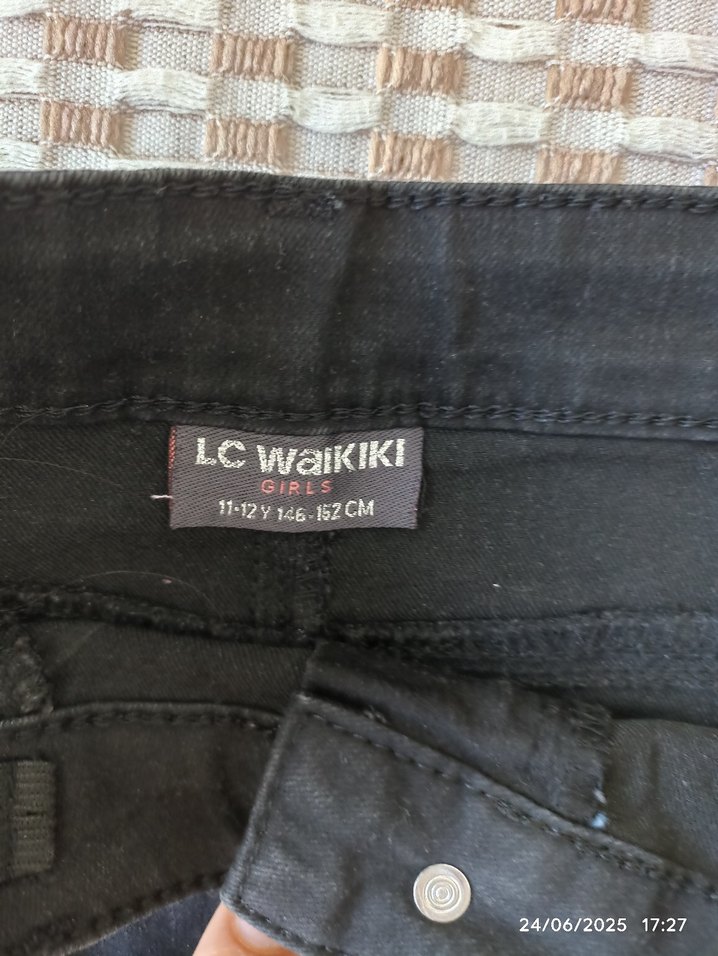 LC WAIKIKI
GIRLS
11-12 Y 146-152 CM
24/06/2025 17:27